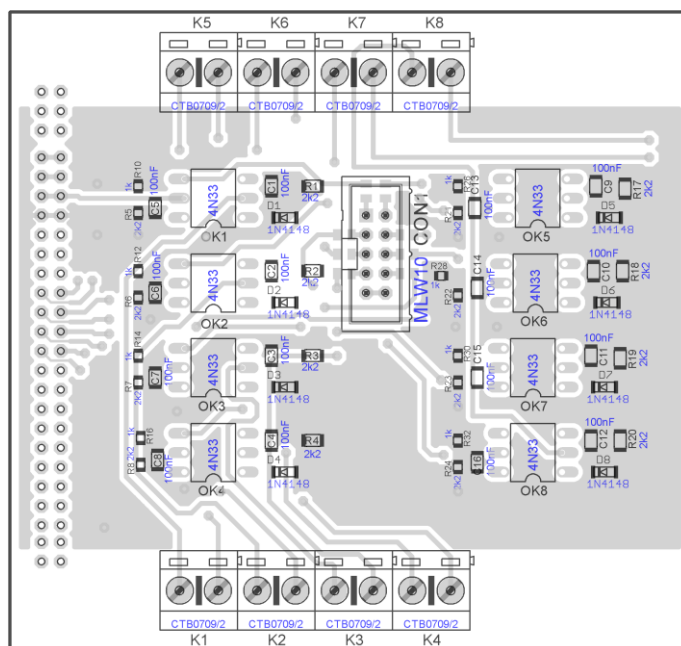 K5 K6 K7 K8
CTB0709/2 CTB0709/2 CTB0709/2 CTB0709/2
R10
1k
100nF
R5
2k2
C5
4N33
OK1
C1
100nF
R1
2k2
D1
1N4148
R12
1k
100nF
R6
2k2
C6
4N33
OK2
C2
100nF
R2
2k2
D2
1N4148
R14
1k
100nF
R7
2k2
C7
4N33
OK3
C3
100nF
R3
2k2
D3
1N4148
1k
R16
2k2
R8
C8
100nF
4N33
OK4
C4
100nF
R4
2k2
D4
1N4148
MLW10 CON1
R28
1k
R26
1k
C13
R21
2k2
100nF
4N33
OK5
100nF
C9
R17
2k2
D5
1N4148
C14
R22
2k2
100nF
4N33
OK6
100nF
C10
R18
2k2
D6
1N4148
R30
1k
C15
R23
2k2
100nF
4N33
OK7
100nF
C11
R19
2k2
D7
1N4148
1k
R32
R24
2k2
100nF
4N33
OK8
100nF
C12
R20
2k2
D8
1N4148
CTB0709/2 CTB0709/2 CTB0709/2 CTB0709/2
K1 K2 K3 K4